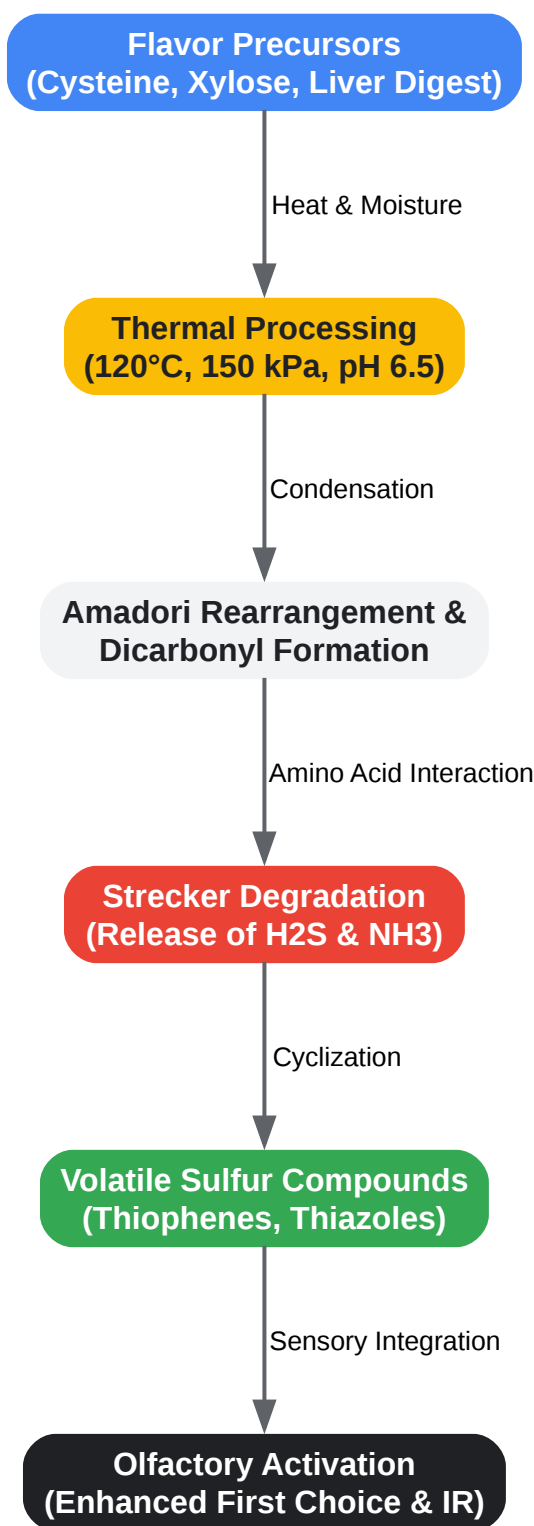 Flavor Precursors
(Cysteine, Xylose, Liver Digest)
Heat & Moisture
Thermal Processing
(120°C, 150 kPa, pH 6.5)
Condensation
Amadori Rearrangement &
Dicarbonyl Formation
Amino Acid Interaction
Strecker Degradation
(Release of H2S & NH3)
Cyclization
Volatile Sulfur Compounds
(Thiophenes, Thiazoles)
Sensory Integration
Olfactory Activation
(Enhanced First Choice & IR)